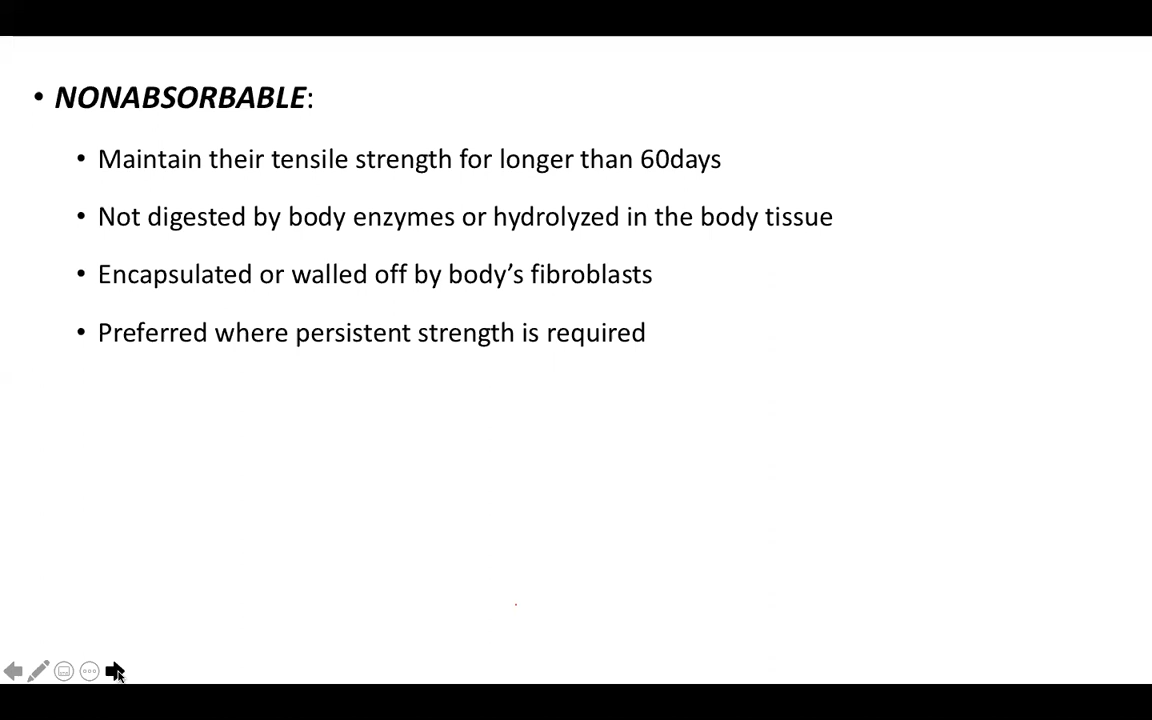 • NONABSORBABLE:
• Maintain their tensile strength for longer than 60days
• Not digested by body enzymes or hydrolyzed in the body tissue
• Encapsulated or walled off by body’s fibroblasts
• Preferred where persistent strength is required